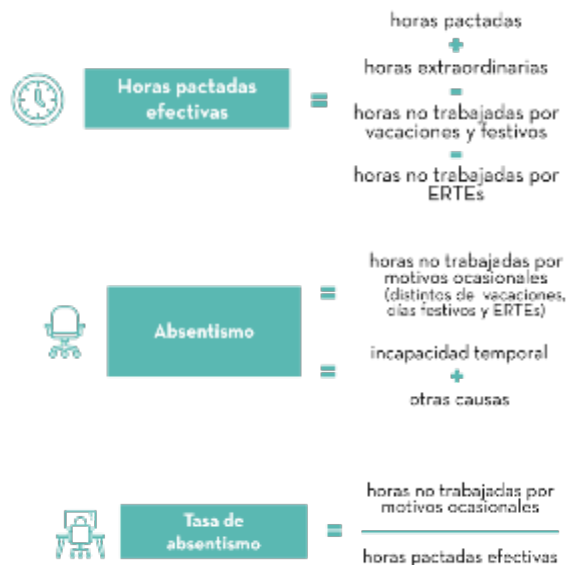 horas pactadas
+
Horas pactadas
efectivas
=
horas extraordinarias
-
horas no trabajadas por
vacaciones y festivos
-
horas no trabajadas por
ERTEs
Absentismo
=
horas no trabajadas por
motivos ocasionales
(distintos de vacaciones,
días festivos y ERTEs)
=
incapacidad temporal
+
otras causas
Tasa de
absentismo
=
horas no trabajadas por
motivos ocasionales
horas pactadas efectivas